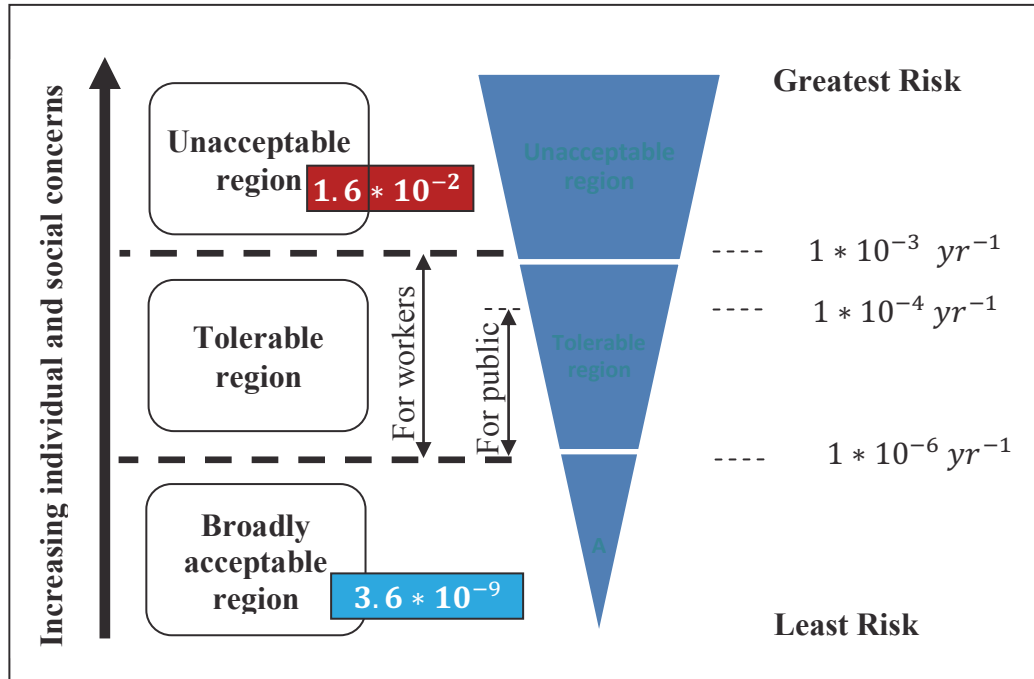 Increasing individual and social concerns
Unacceptable
region
1.6 ∗ 10⁻²
Tolerable
region
Broadly
acceptable
region
3.6 ∗ 10⁻⁹
For workers
For public
Unacceptable
region
Tolerable
region
A
Greatest Risk
1 ∗ 10⁻³ yr⁻¹
1 ∗ 10⁻⁴ yr⁻¹
1 ∗ 10⁻⁶ yr⁻¹
Least Risk